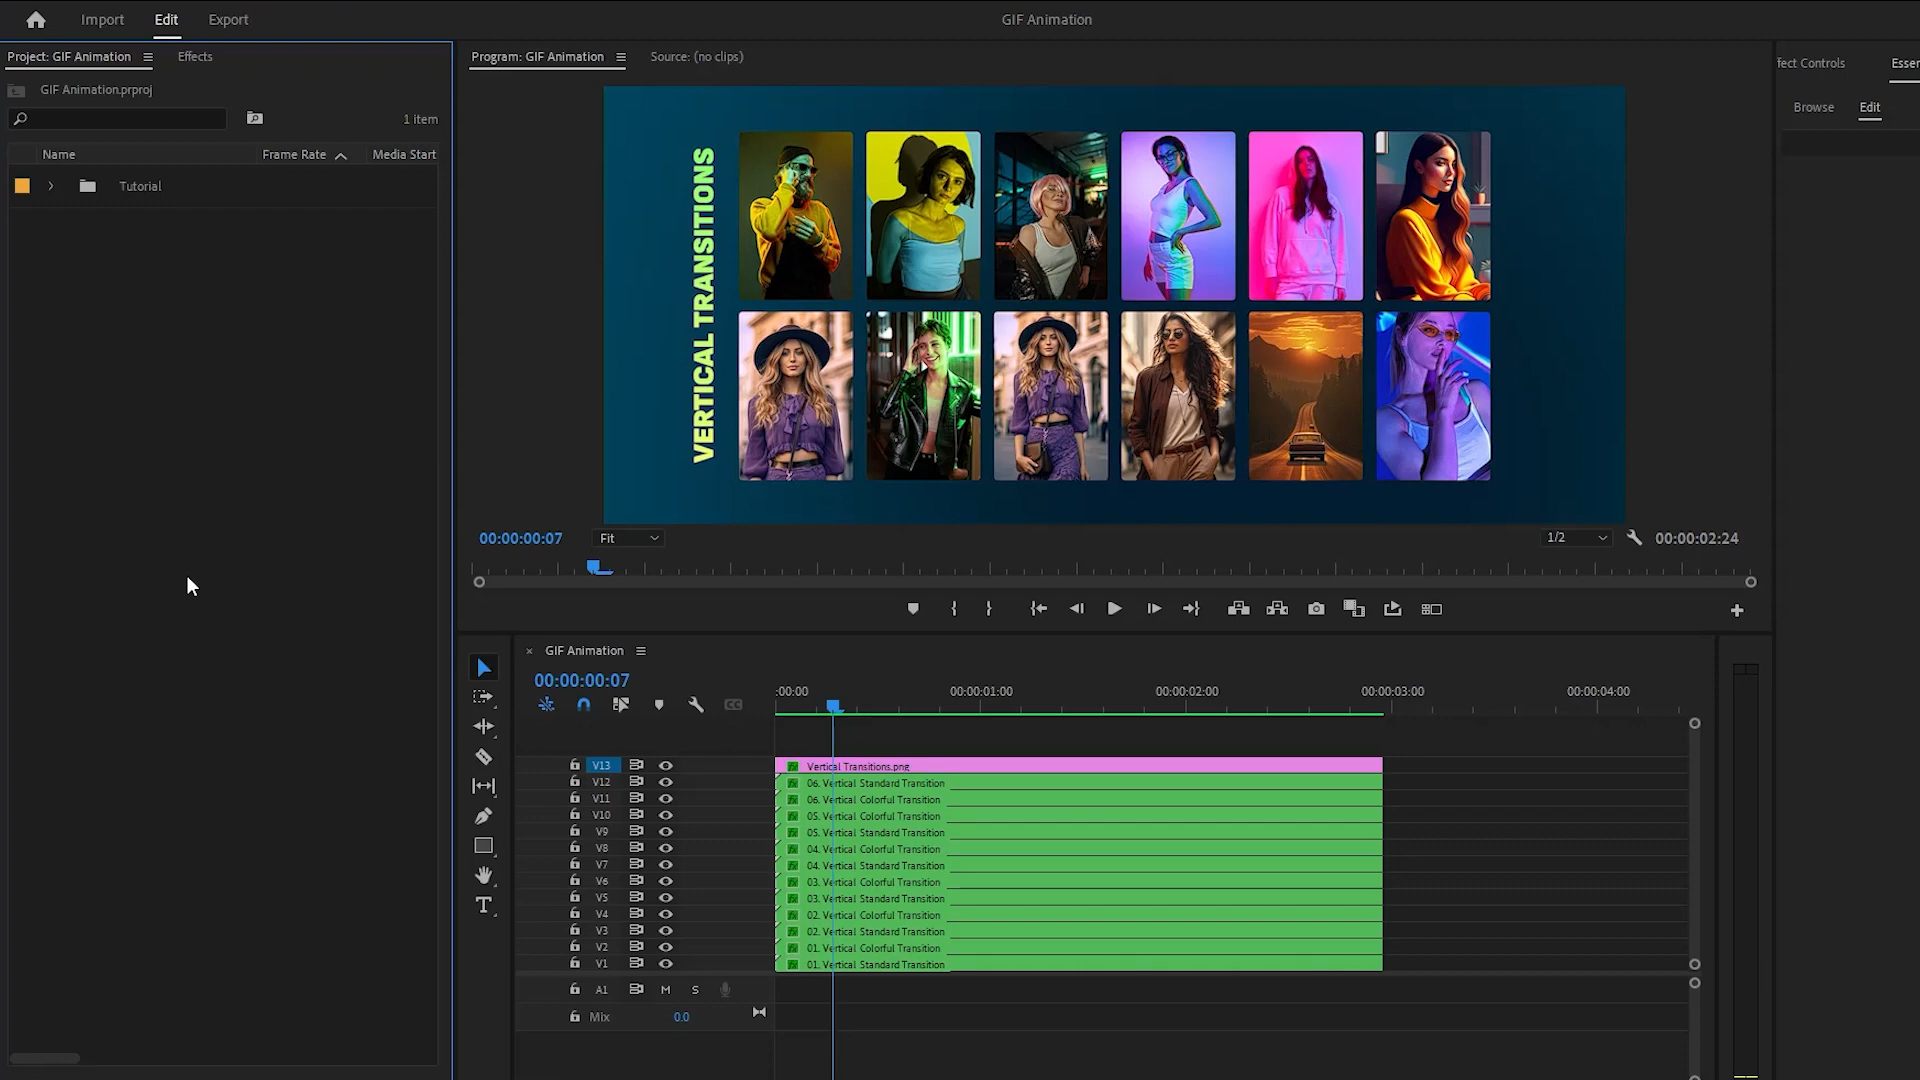 Import Edit Export
GIF Animation
Project: GIF Animation Effects
GIF Animation.prproj
1 item
Name Frame Rate Media Start
Tutorial
Program: GIF Animation Source: (no clips)
VERTICAL TRANSITIONS
00:00:00:07 Fit 1/2 00:00:02:24
fect Controls Esser
Browse Edit
GIF Animation
00:00:00:07
:00:00 00:00:01:00 00:00:02:00 00:00:03:00 00:00:04:00
V13 Vertical Transitions.png
V12 06. Vertical Standard Transition
V11 06. Vertical Colorful Transition
V10 05. Vertical Colorful Transition
V9 05. Vertical Standard Transition
V8 04. Vertical Colorful Transition
V7 04. Vertical Standard Transition
V6 03. Vertical Colorful Transition
V5 03. Vertical Standard Transition
V4 02. Vertical Colorful Transition
V3 02. Vertical Standard Transition
V2 01. Vertical Colorful Transition
V1 01. Vertical Standard Transition
A1 M S
Mix 0.0